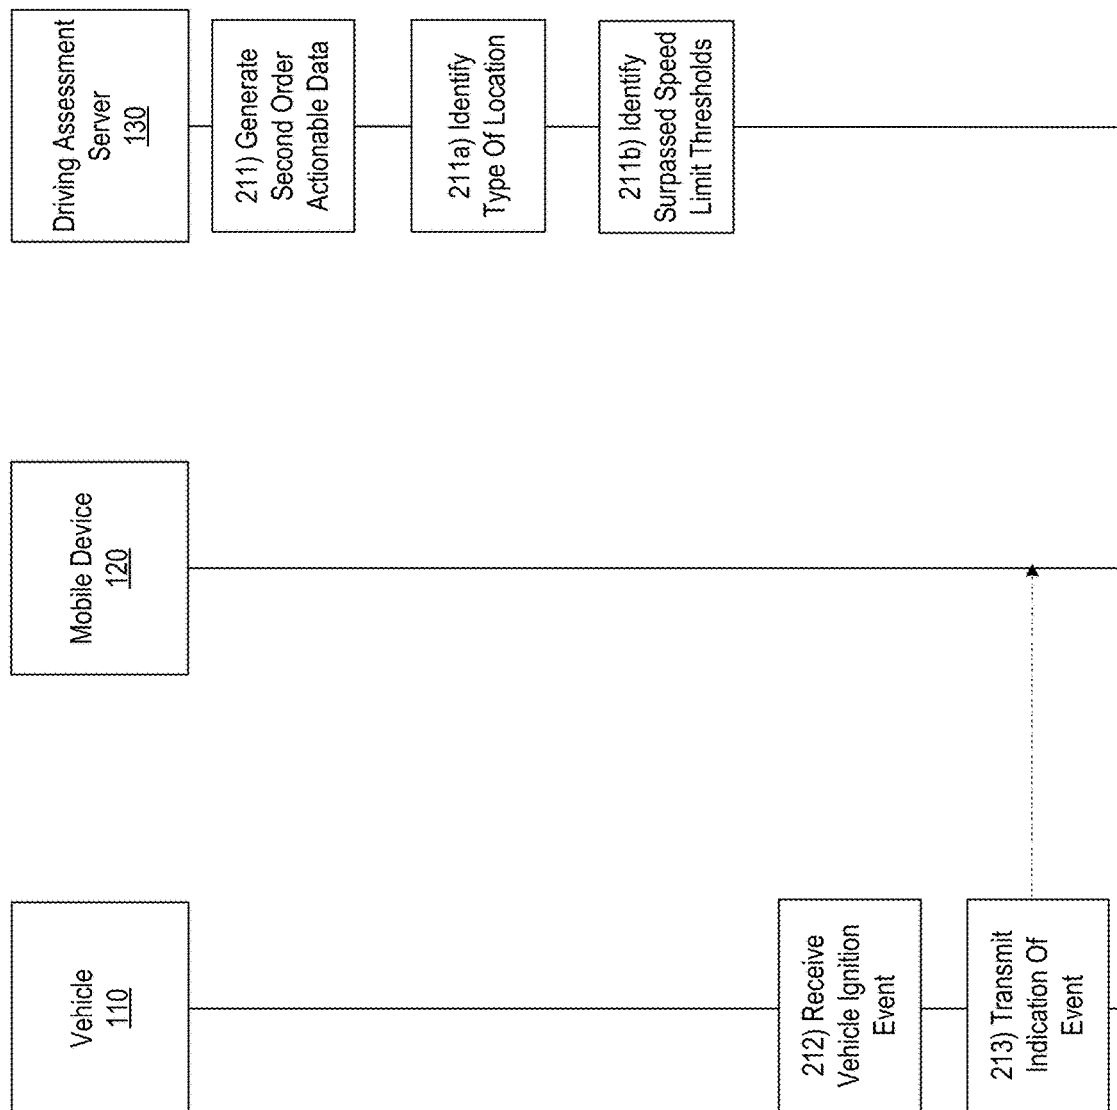 Vehicle
110
Mobile Device
120
Driving Assessment
Server
130
211) Generate
Second Order
Actionable Data
211a) Identify
Type Of Location
211b) Identify
Surpassed Speed
Limit Thresholds
212) Receive
Vehicle Ignition
Event
213) Transmit
Indication Of
Event